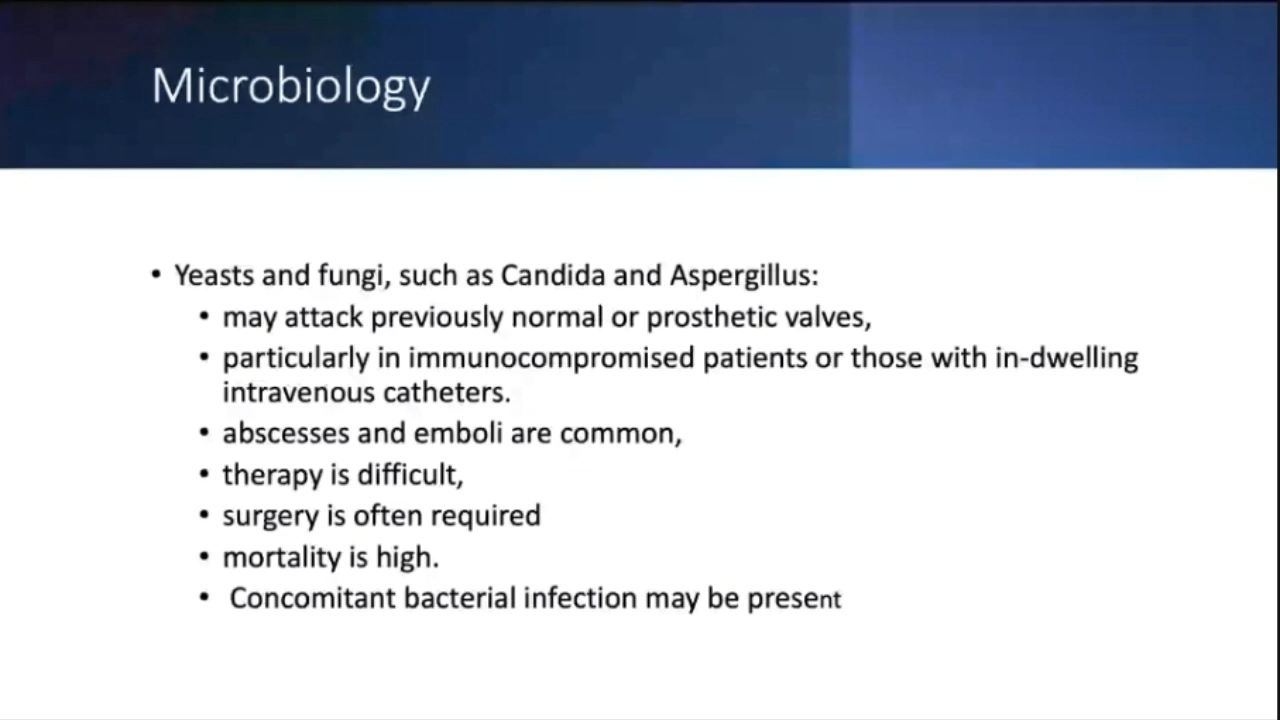 Microbiology
• Yeasts and fungi, such as Candida and Aspergillus:
• may attack previously normal or prosthetic valves,
• particularly in immunocompromised patients or those with in-dwelling
intravenous catheters.
• abscesses and emboli are common,
• therapy is difficult,
• surgery is often required
• mortality is high.
• Concomitant bacterial infection may be present